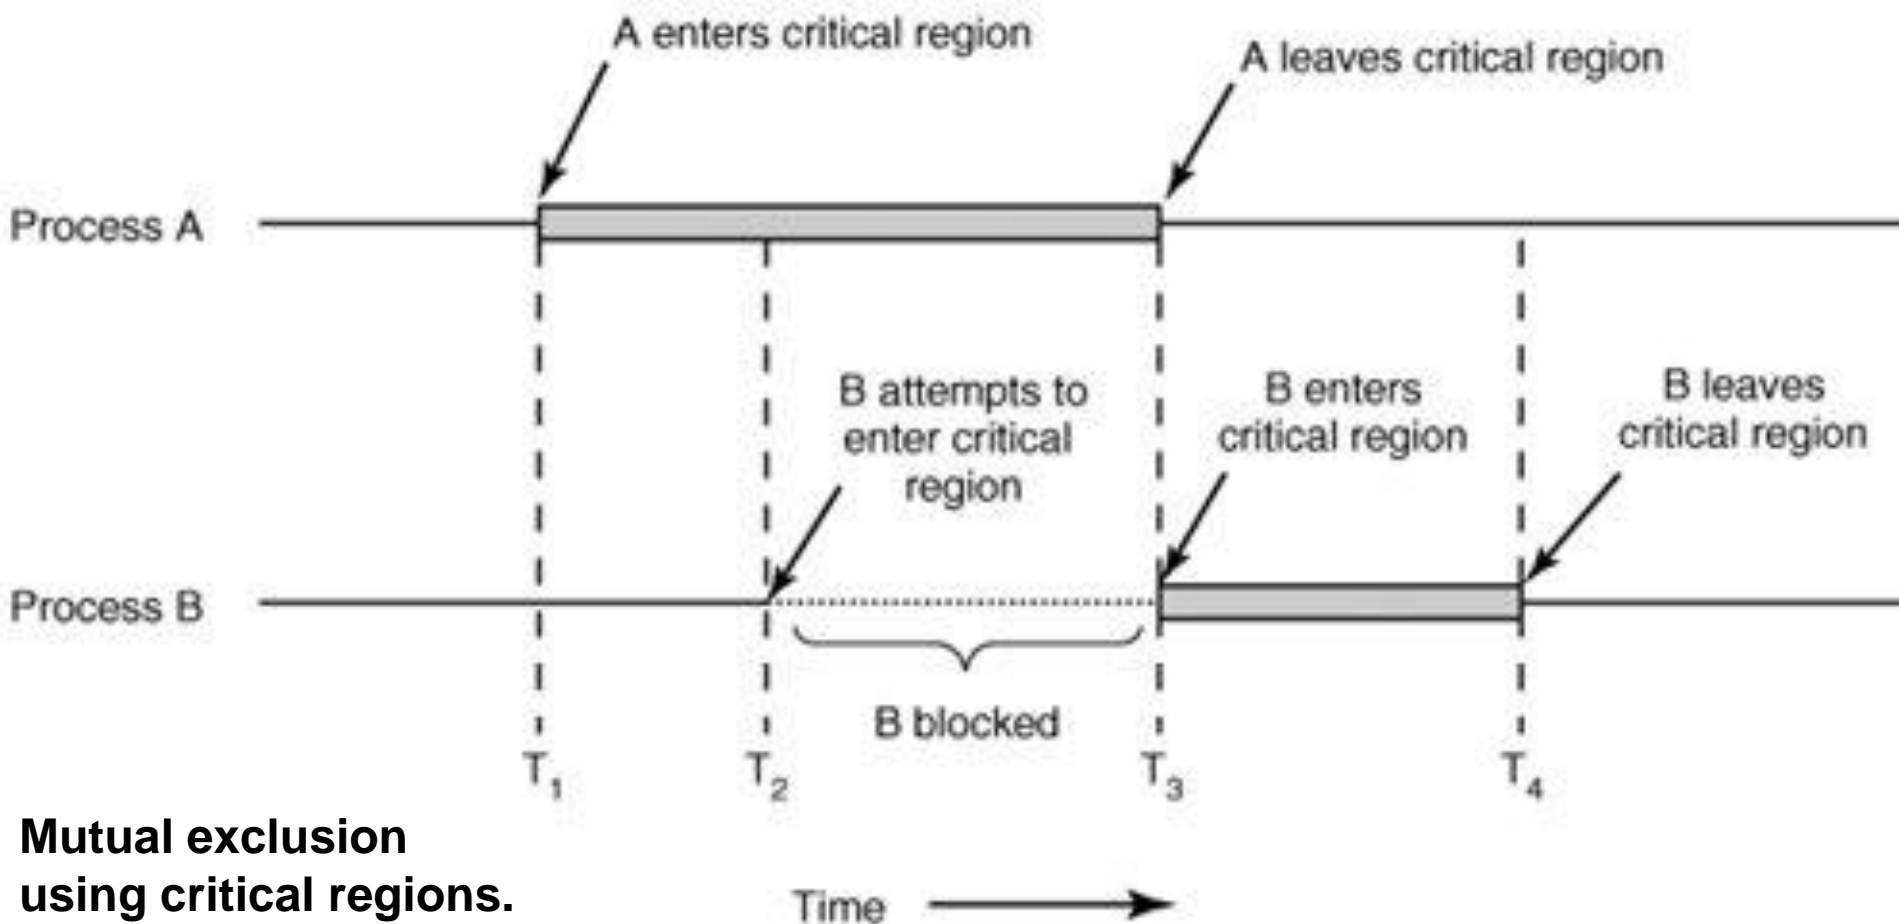 A enters critical region
A leaves critical region
Process A
B attempts to
enter critical
region
B enters
critical region
B leaves
critical region
Process B
B blocked
T1
T2
T3
T4
Mutual exclusion
using critical regions.
Time